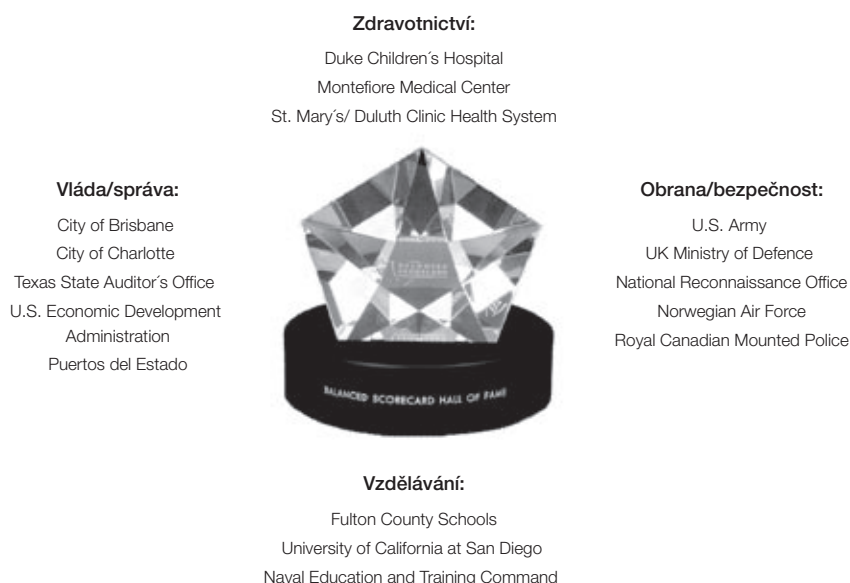 Zdravotnictví:
Duke Children´s Hospital
Montefiore Medical Center
St. Mary´s/ Duluth Clinic Health System
Vláda/správa:
City of Brisbane
City of Charlotte
Texas State Auditor´s Office
U.S. Economic Development
Administration
Puertos del Estado
Obrana/bezpečnost:
U.S. Army
UK Ministry of Defence
National Reconnaissance Office
Norwegian Air Force
Royal Canadian Mounted Police
BALANCED SCORECARD HALL OF FAME
Vzdělávání:
Fulton County Schools
University of California at San Diego
Naval Education and Training Command